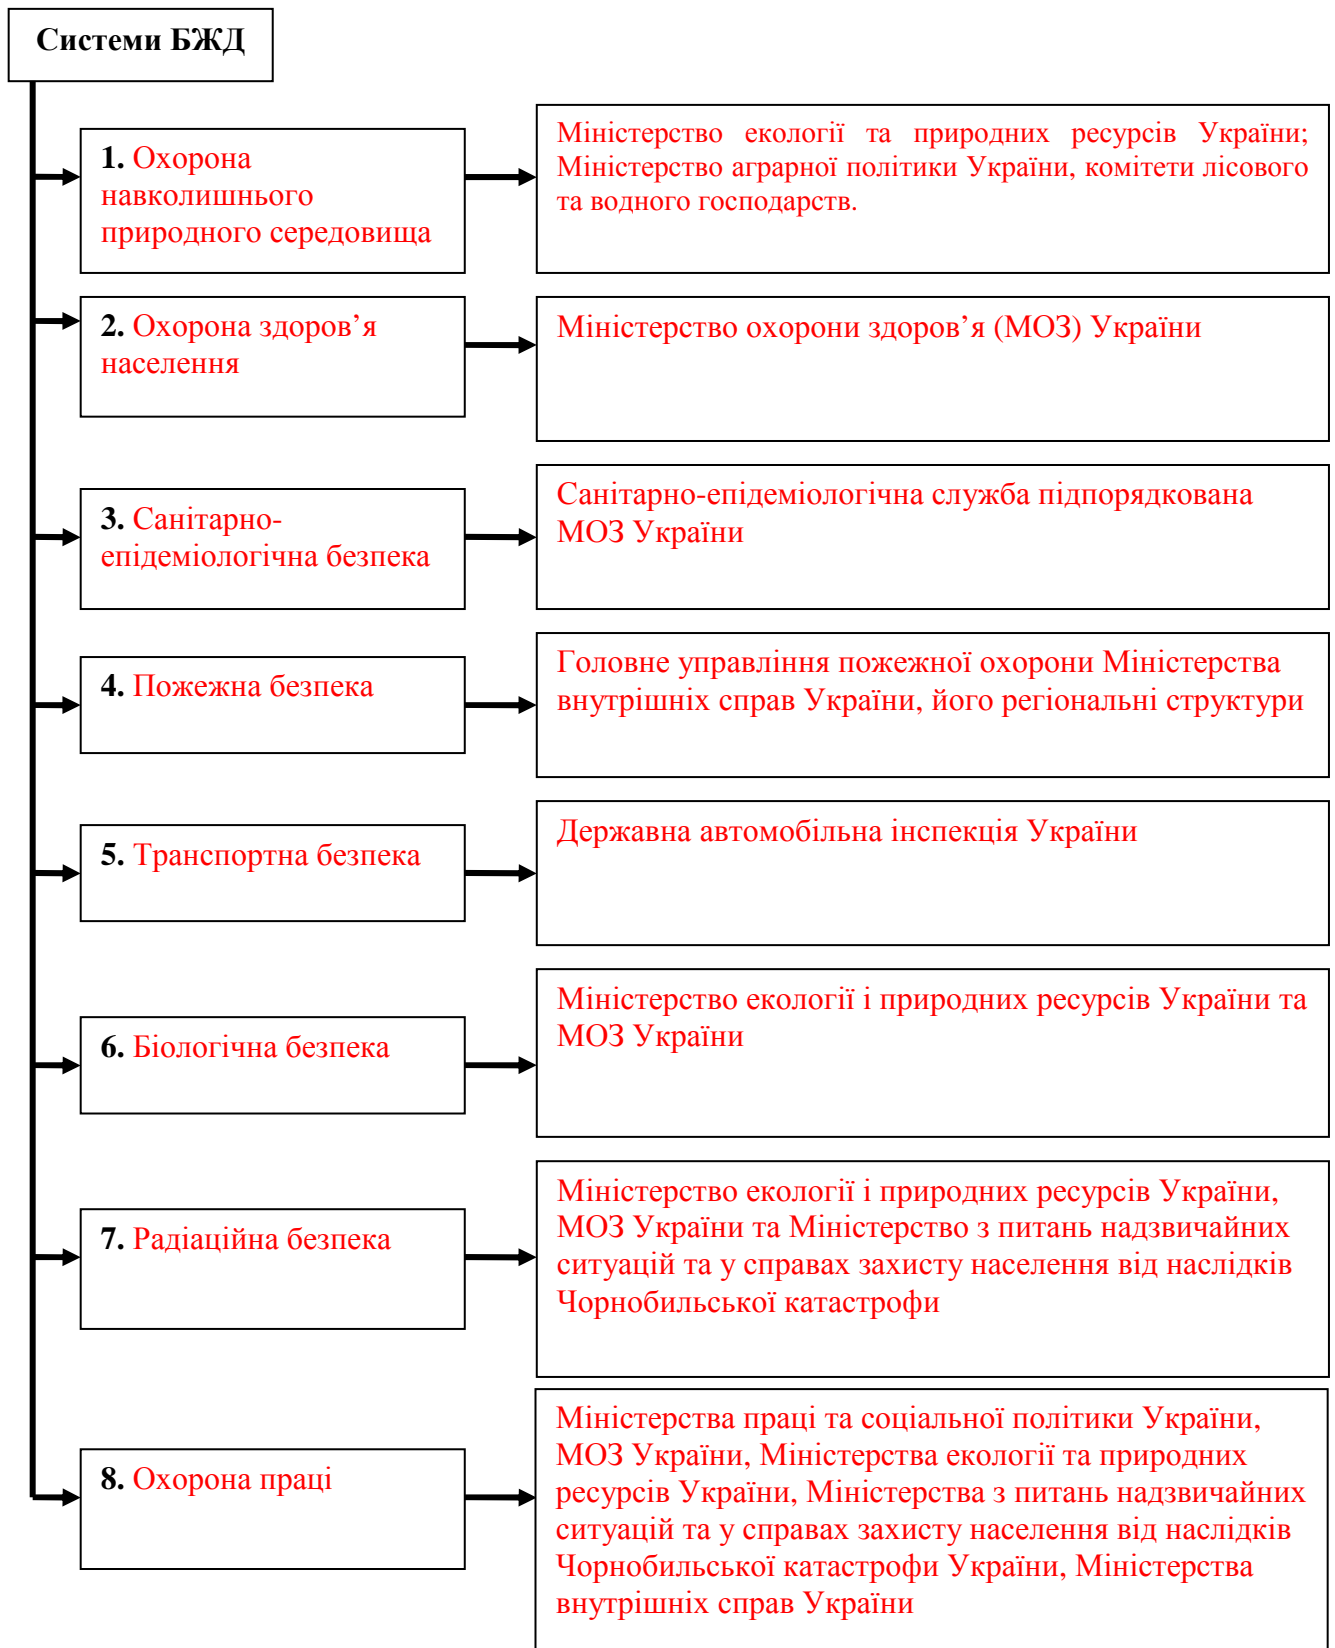 Системи БЖД
1. Охорона
навколишнього
природного середовища
Міністерство екології та природних ресурсів України;
Міністерство аграрної політики України, комітети лісового
та водного господарств.
2. Охорона здоров’я
населення
Міністерство охорони здоров’я (МОЗ) України
3. Санітарно-
епідеміологічна безпека
Санітарно-епідеміологічна служба підпорядкована
МОЗ України
4. Пожежна безпека
Головне управління пожежної охорони Міністерства
внутрішніх справ України, його регіональні структури
5. Транспортна безпека
Державна автомобільна інспекція України
6. Біологічна безпека
Міністерство екології і природних ресурсів України та
МОЗ України
7. Радіаційна безпека
Міністерство екології і природних ресурсів України,
МОЗ України та Міністерство з питань надзвичайних
ситуацій та у справах захисту населення від наслідків
Чорнобильської катастрофи
8. Охорона праці
Міністерства праці та соціальної політики України,
МОЗ України, Міністерства екології та природних
ресурсів України, Міністерства з питань надзвичайних
ситуацій та у справах захисту населення від наслідків
Чорнобильської катастрофи України, Міністерства
внутрішніх справ України